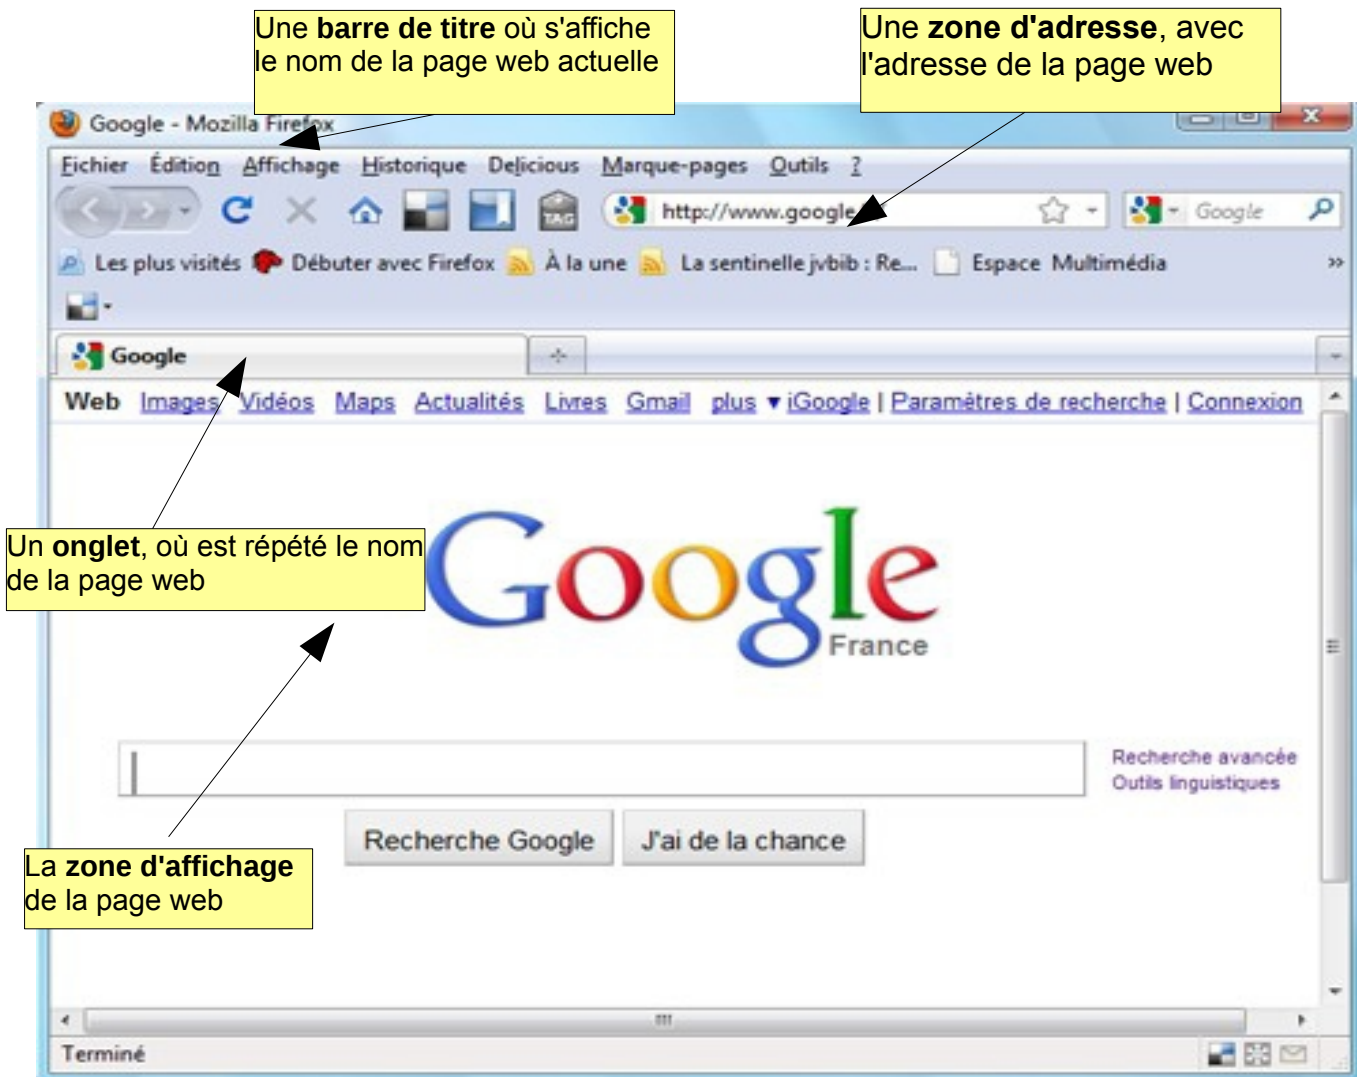 Une barre de titre où s'affiche
le nom de la page web actuelle
Une zone d'adresse, avec
l'adresse de la page web
Google - Mozilla Firefox
Fichier Édition Affichage Historique Delicious Marque-pages Outils ?
TAG http://www.google. Google
Les plus visités Débuter avec Firefox À la une La sentinelle jvbib : Re... Espace Multimédia »
Google
Web Images Vidéos Maps Actualités Livres Gmail plus ▼ iGoogle | Paramètres de recherche | Connexion
Un onglet, où est répété le nom
de la page web
Google
France
Recherche avancée
Outils linguistiques
Recherche Google J'ai de la chance
La zone d'affichage
de la page web
Terminé